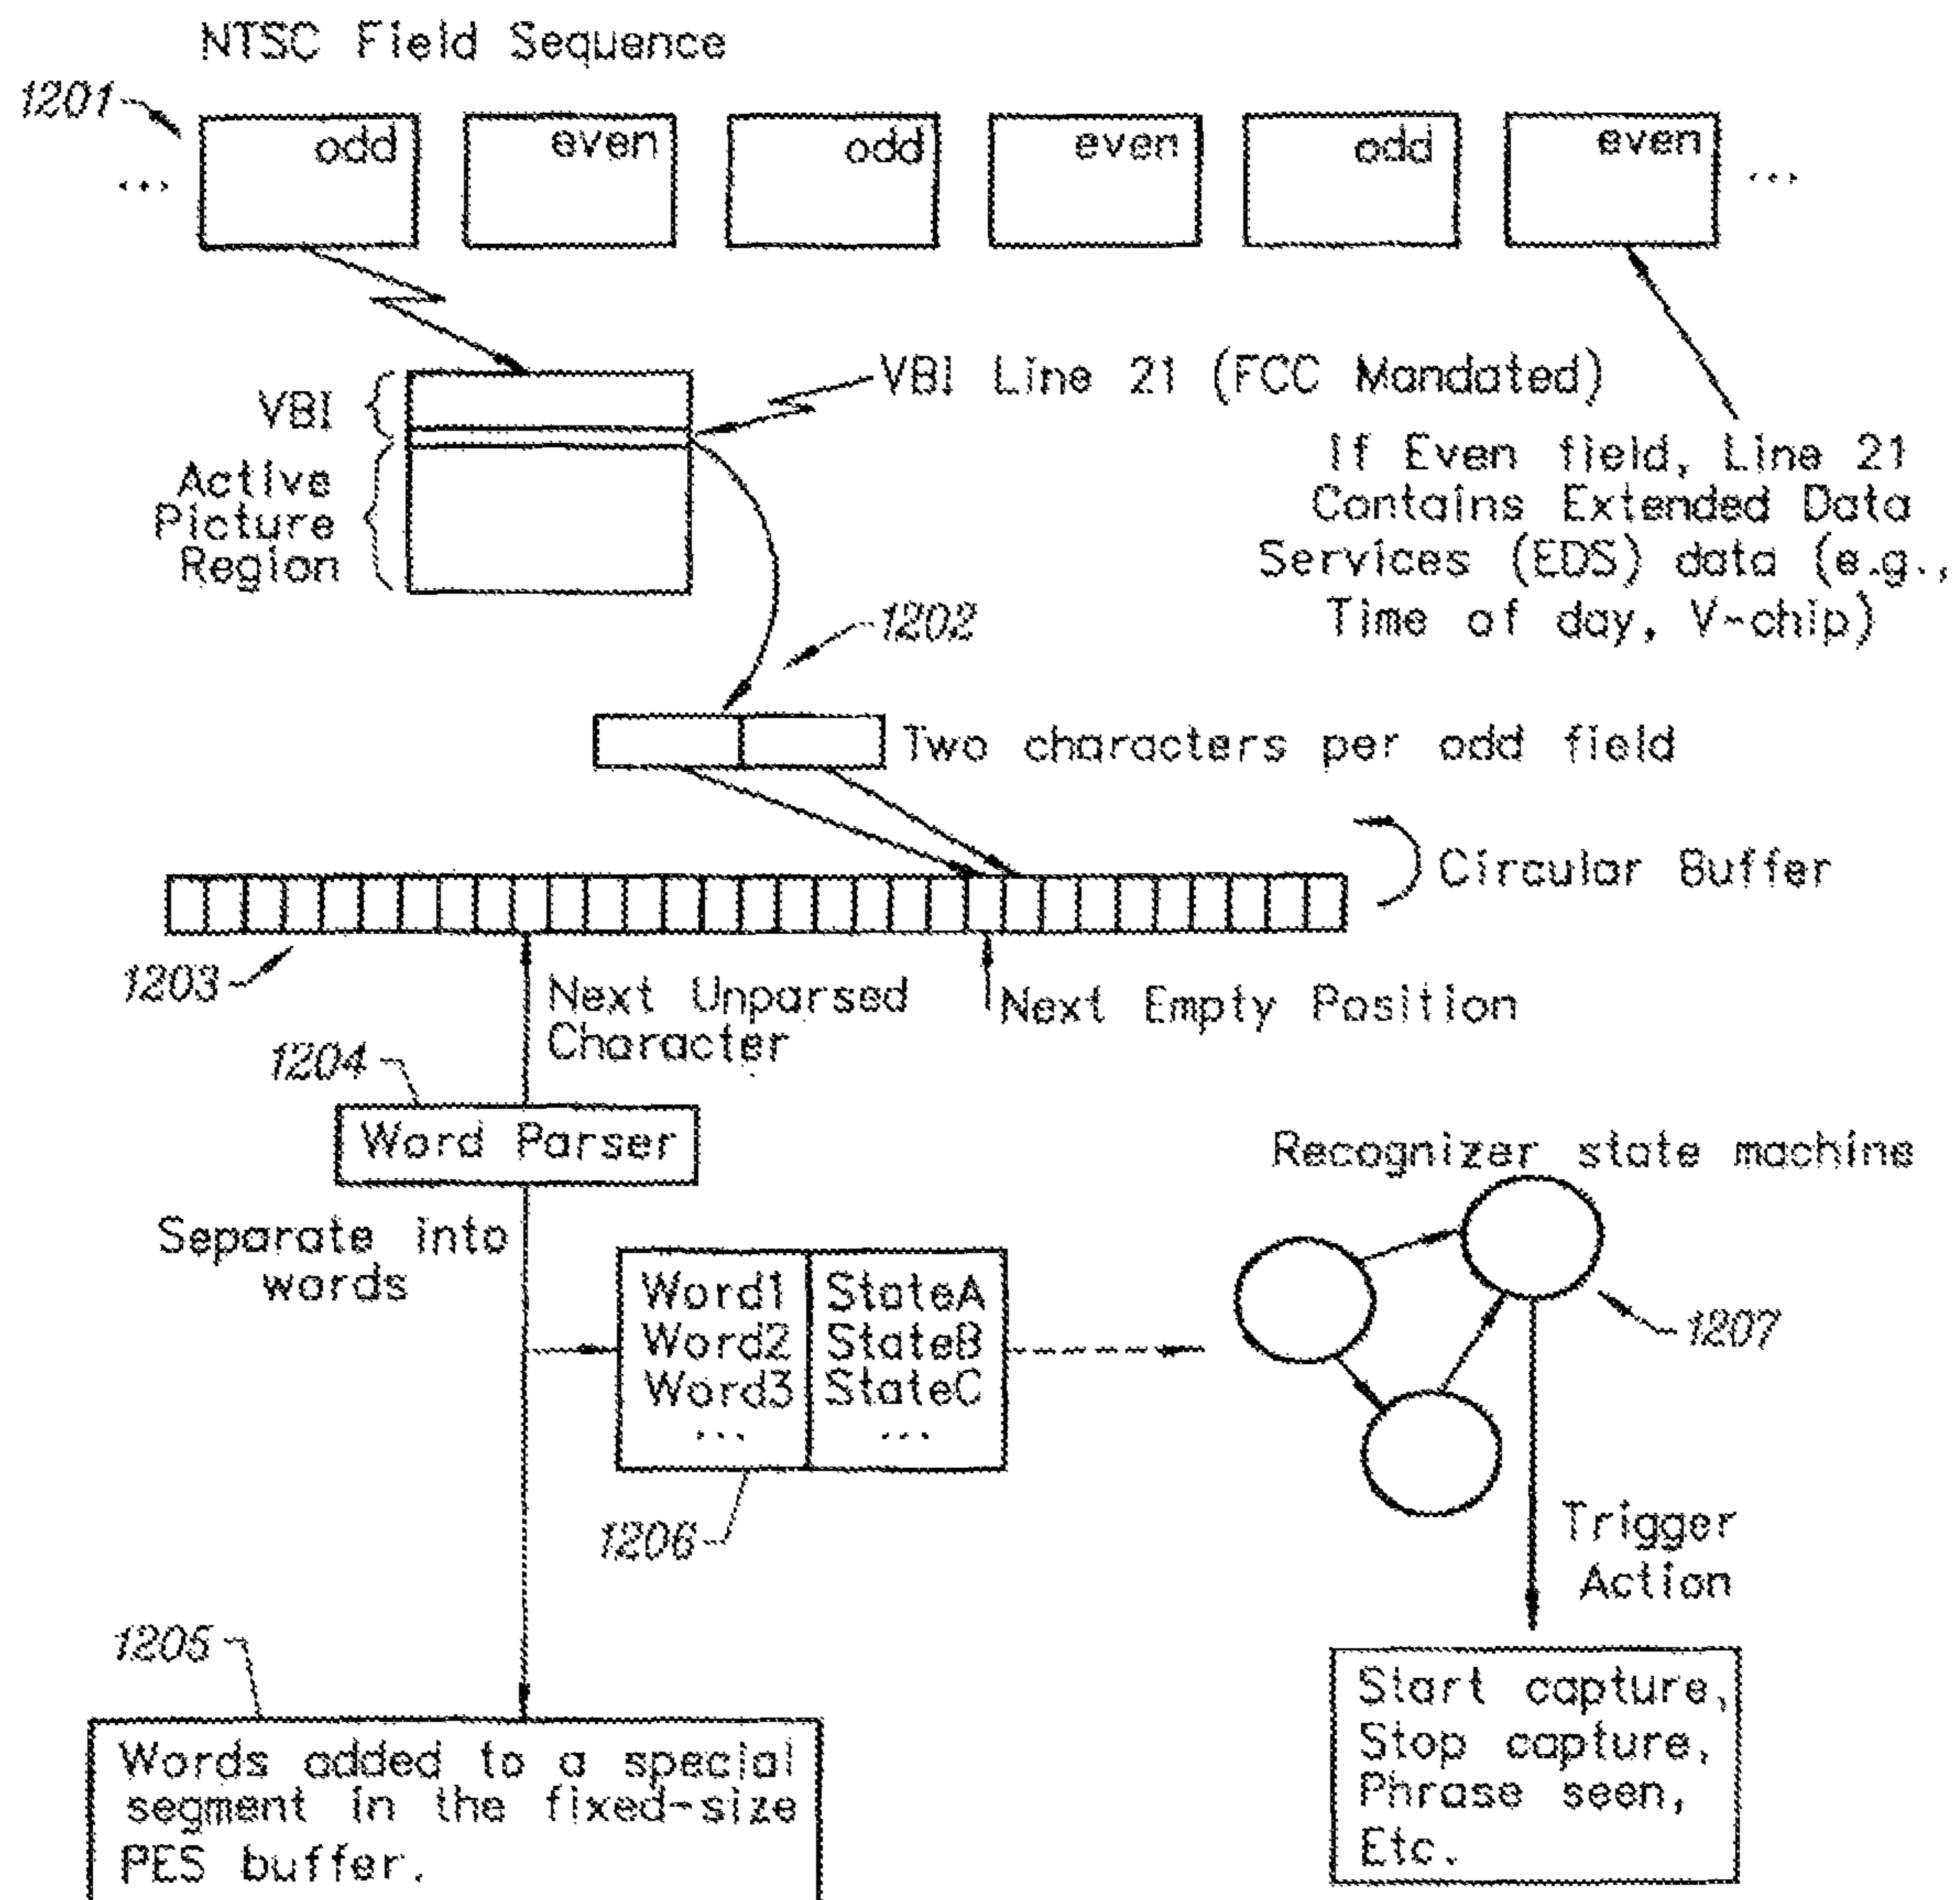 NTSC Field Sequence
1201
... odd even odd even odd even ...
VBI
VBI Line 21 (FCC Mandated)
Active
Picture
Region
If Even field, Line 21
Contains Extended Data
Services (EDS) data (e.g.,
Time of day, V-chip)
1202
Two characters per odd field
Circular Buffer
1203
Next Unparsed
Character
Next Empty Position
1204
Word Parser
Separate into
words
Recognizer state machine
Word1 StateA
Word2 StateB
Word3 StateC
... ...
1207
1206
Trigger
Action
1205
Words added to a special
segment in the fixed-size
PES buffer.
Start capture,
Stop capture,
Phrase seen,
Etc.